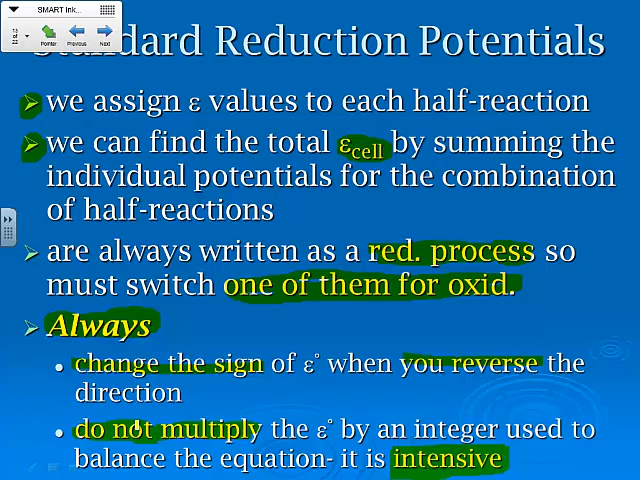 SMART Ink...
13
of
22
Pointer
Previous
Next
Standard Reduction Potentials
we assign ε values to each half-reaction
we can find the total εcell by summing the
individual potentials for the combination
of half-reactions
are always written as a red. process so
must switch one of them for oxid.
Always
change the sign of ε° when you reverse the
direction
do not multiply the ε° by an integer used to
balance the equation- it is intensive